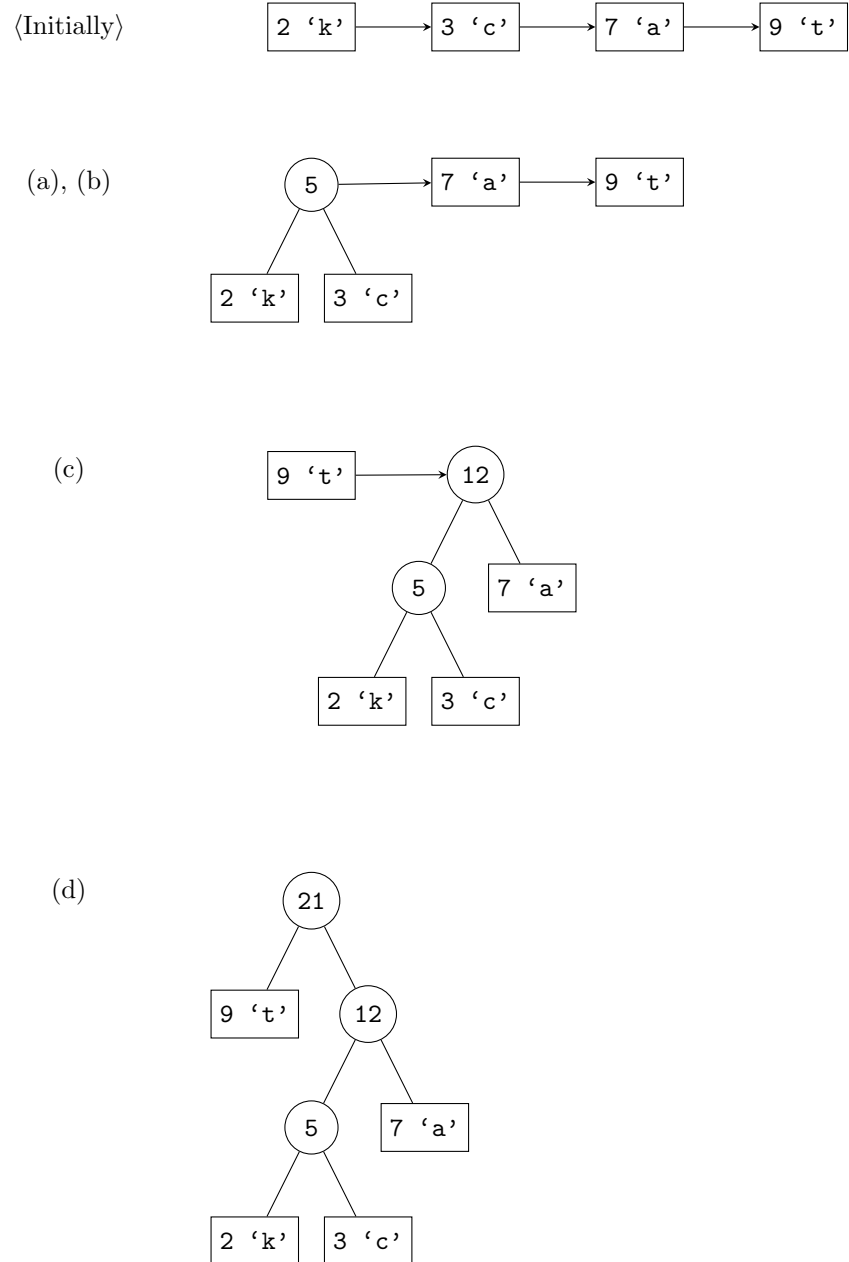 ⟨Initially⟩ 2 ‘k’ 3 ‘c’ 7 ‘a’ 9 ‘t’
(a), (b) 5 7 ‘a’ 9 ‘t’
2 ‘k’ 3 ‘c’
(c) 9 ‘t’ 12
5 7 ‘a’
2 ‘k’ 3 ‘c’
(d) 21
9 ‘t’ 12
5 7 ‘a’
2 ‘k’ 3 ‘c’